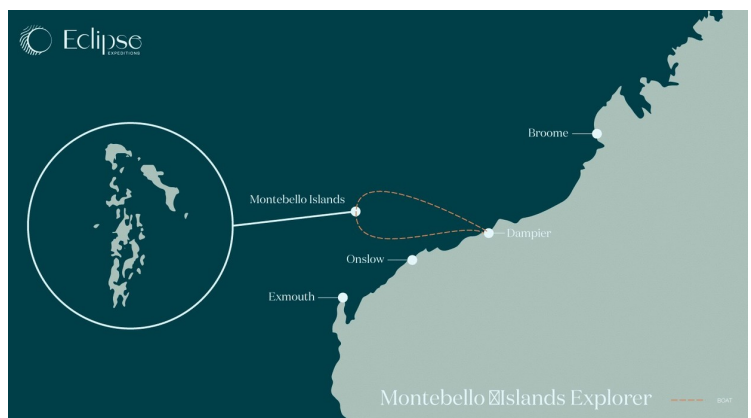 Eclipse
EXPEDITIONS
Broome
Montebello Islands
Dampier
Onslow
Exmouth
Montebello Islands Explorer
BOAT